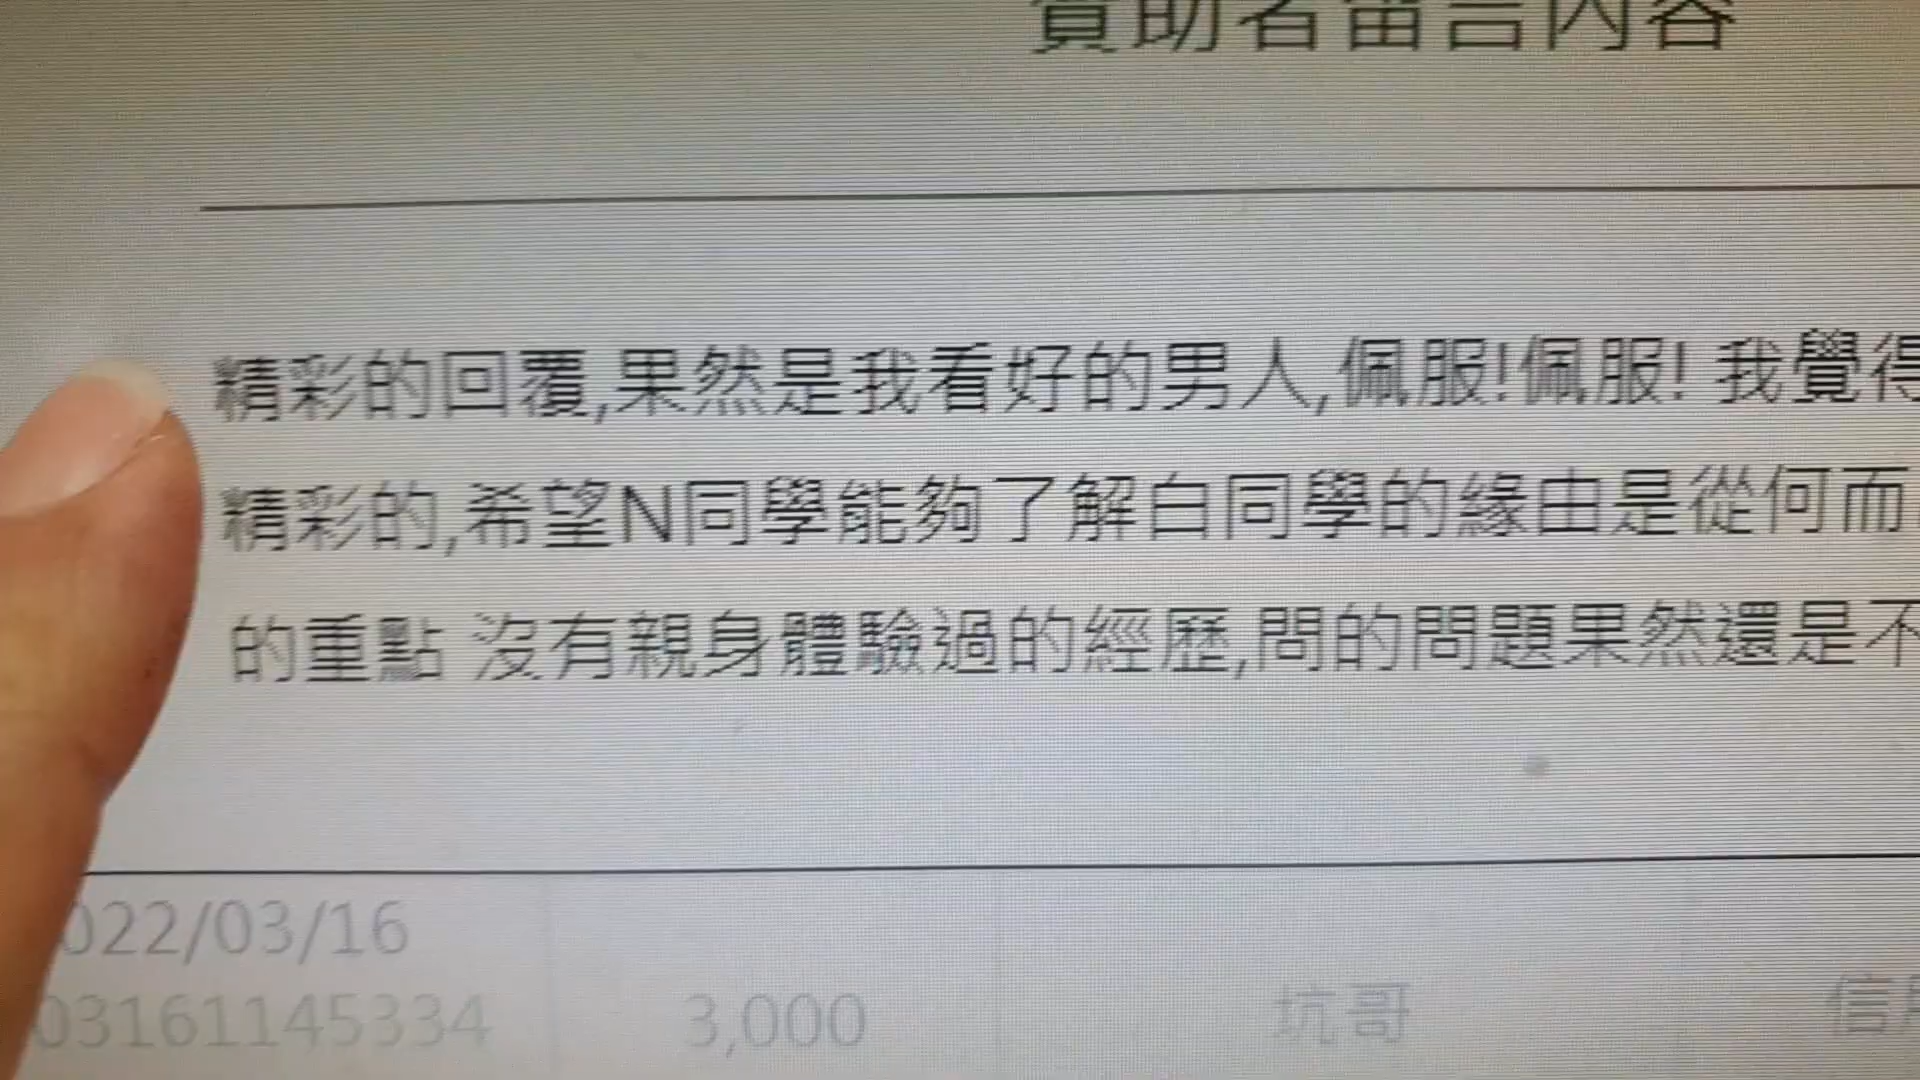 贊助者留言內容
精彩的回覆,果然是我看好的男人,佩服!佩服! 我覺得
精彩的,希望N同學能夠了解白同學的緣由是從何而
的重點 沒有親身體驗過的經歷,問的問題果然還是不
022/03/16
03161145334 3,000 坑哥 信用